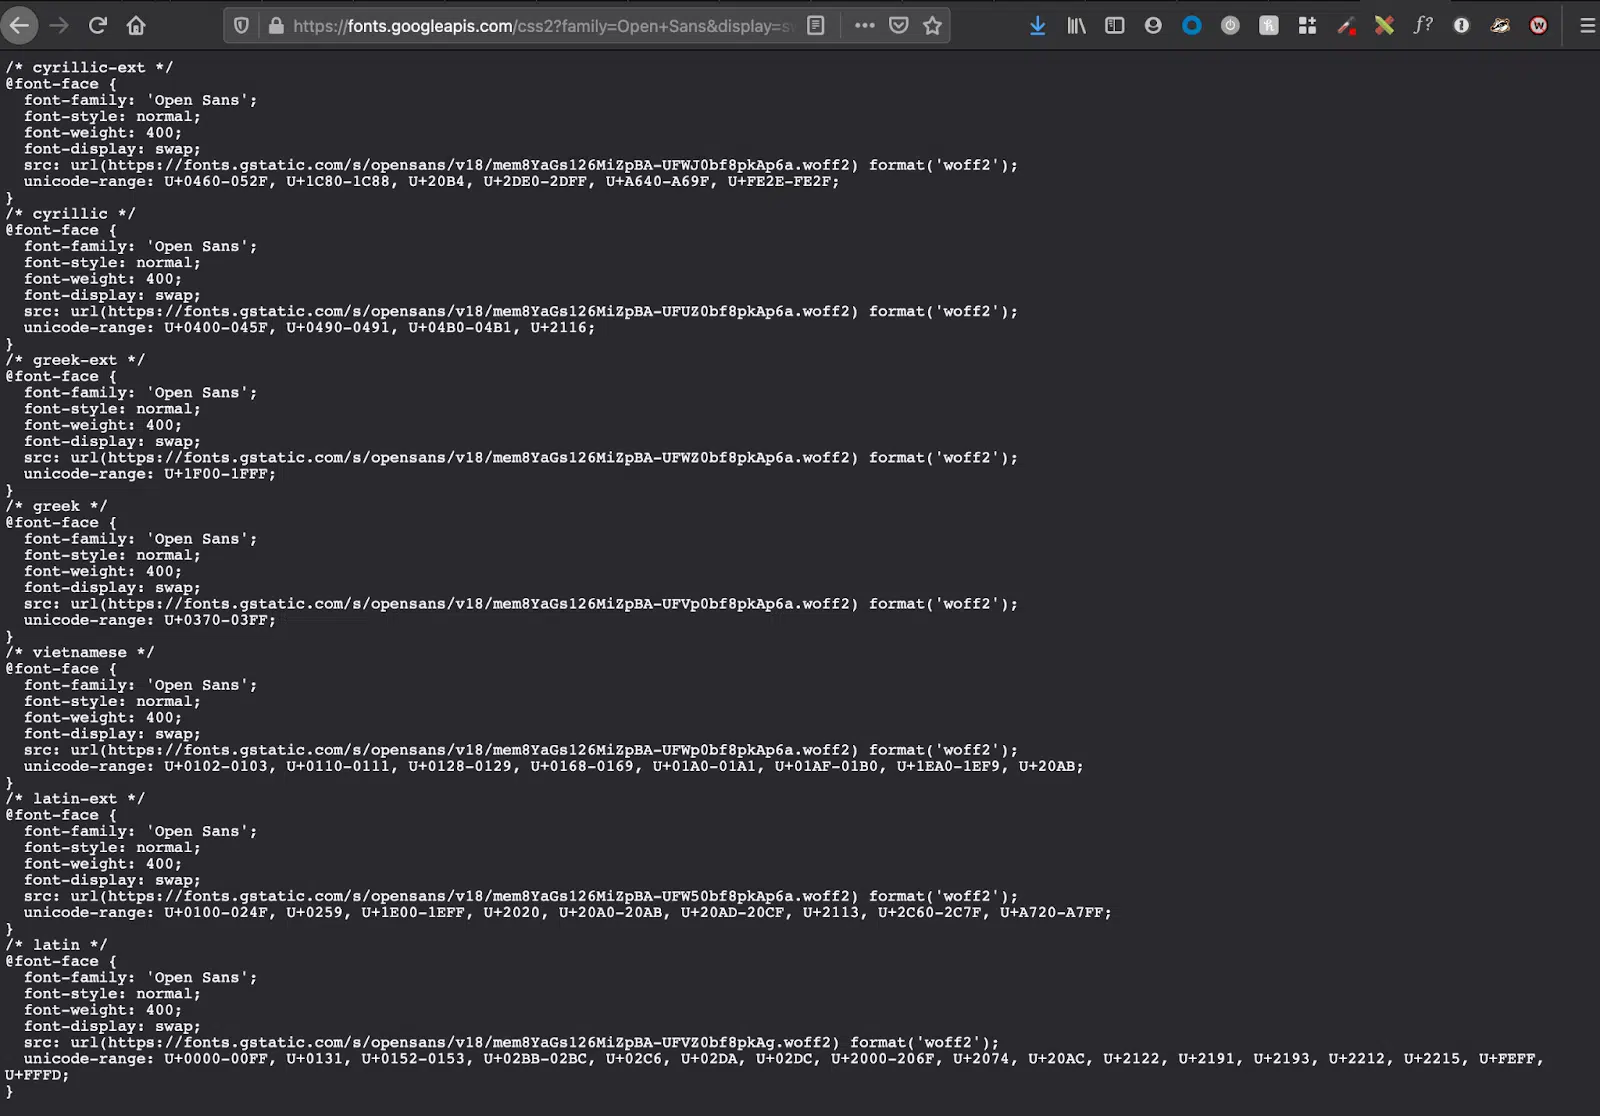 https://fonts.googleapis.com/css2?family=Open+Sans&display=sw
/* cyrillic-ext */
@font-face {
  font-family: 'Open Sans';
  font-style: normal;
  font-weight: 400;
  font-display: swap;
  src: url(https://fonts.gstatic.com/s/opensans/v18/mem8YaGs126MiZpBA-UFWJ0bf8pkAp6a.woff2) format('woff2');
  unicode-range: U+0460-052F, U+1C80-1C88, U+20B4, U+2DE0-2DFF, U+A640-A69F, U+FE2E-FE2F;
}
/* cyrillic */
@font-face {
  font-family: 'Open Sans';
  font-style: normal;
  font-weight: 400;
  font-display: swap;
  src: url(https://fonts.gstatic.com/s/opensans/v18/mem8YaGs126MiZpBA-UFUZ0bf8pkAp6a.woff2) format('woff2');
  unicode-range: U+0400-045F, U+0490-0491, U+04B0-04B1, U+2116;
}
/* greek-ext */
@font-face {
  font-family: 'Open Sans';
  font-style: normal;
  font-weight: 400;
  font-display: swap;
  src: url(https://fonts.gstatic.com/s/opensans/v18/mem8YaGs126MiZpBA-UFWZ0bf8pkAp6a.woff2) format('woff2');
  unicode-range: U+1F00-1FFF;
}
/* greek */
@font-face {
  font-family: 'Open Sans';
  font-style: normal;
  font-weight: 400;
  font-display: swap;
  src: url(https://fonts.gstatic.com/s/opensans/v18/mem8YaGs126MiZpBA-UFVp0bf8pkAp6a.woff2) format('woff2');
  unicode-range: U+0370-03FF;
}
/* vietnamese */
@font-face {
  font-family: 'Open Sans';
  font-style: normal;
  font-weight: 400;
  font-display: swap;
  src: url(https://fonts.gstatic.com/s/opensans/v18/mem8YaGs126MiZpBA-UFWp0bf8pkAp6a.woff2) format('woff2');
  unicode-range: U+0102-0103, U+0110-0111, U+0128-0129, U+0168-0169, U+01A0-01A1, U+01AF-01B0, U+1EA0-1EF9, U+20AB;
}
/* latin-ext */
@font-face {
  font-family: 'Open Sans';
  font-style: normal;
  font-weight: 400;
  font-display: swap;
  src: url(https://fonts.gstatic.com/s/opensans/v18/mem8YaGs126MiZpBA-UFW50bf8pkAp6a.woff2) format('woff2');
  unicode-range: U+0100-024F, U+0259, U+1E00-1EFF, U+2020, U+20A0-20AB, U+20AD-20CF, U+2113, U+2C60-2C7F, U+A720-A7FF;
}
/* latin */
@font-face {
  font-family: 'Open Sans';
  font-style: normal;
  font-weight: 400;
  font-display: swap;
  src: url(https://fonts.gstatic.com/s/opensans/v18/mem8YaGs126MiZpBA-UFVZ0bf8pkAg.woff2) format('woff2');
  unicode-range: U+0000-00FF, U+0131, U+0152-0153, U+02BB-02BC, U+02C6, U+02DA, U+02DC, U+2000-206F, U+2074, U+20AC, U+2122, U+2191, U+2193, U+2212, U+2215, U+FEFF,
U+FFFD;
}